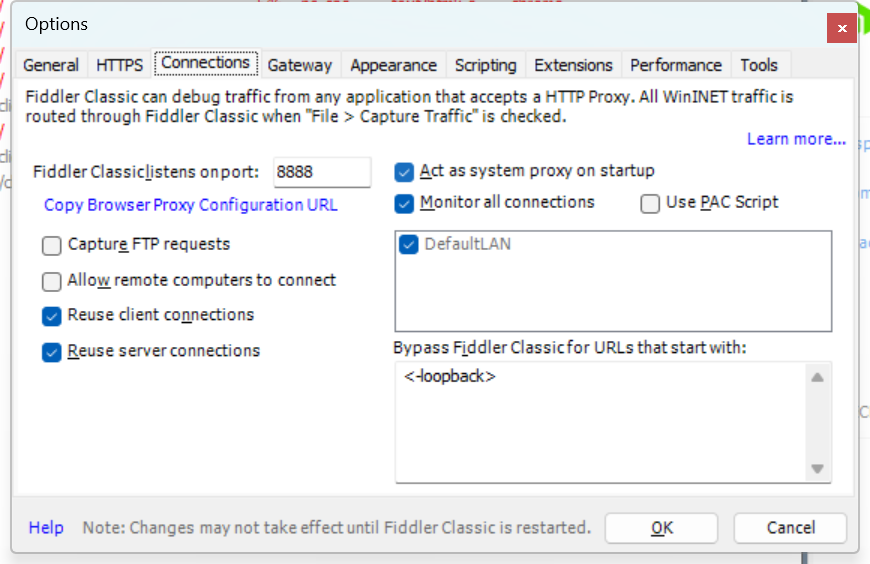 Options
General HTTPS Connections Gateway Appearance Scripting Extensions Performance Tools
Fiddler Classic can debug traffic from any application that accepts a HTTP Proxy. All WinINET traffic is
routed through Fiddler Classic when "File > Capture Traffic" is checked.
Learn more...
Fiddler Classic listens on port: 8888
Copy Browser Proxy Configuration URL
Capture FTP requests
Allow remote computers to connect
Reuse client connections
Reuse server connections
Act as system proxy on startup
Monitor all connections
Use PAC Script
DefaultLAN
Bypass Fiddler Classic for URLs that start with:
<-loopback>
Help
Note: Changes may not take effect until Fiddler Classic is restarted.
OK
Cancel